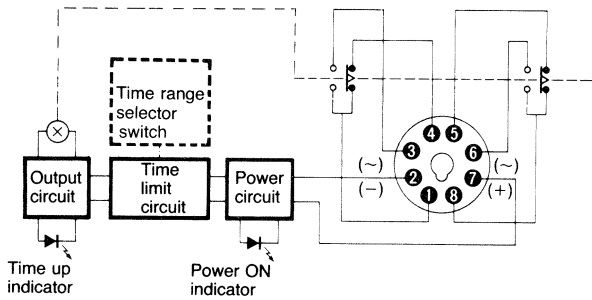 Time range
selector
switch
Output
circuit
Time
limit
circuit
Power
circuit
Time up
indicator
Power ON
indicator
4 5
3 6
(~) (~)
2 7
(−) (+)
1 8